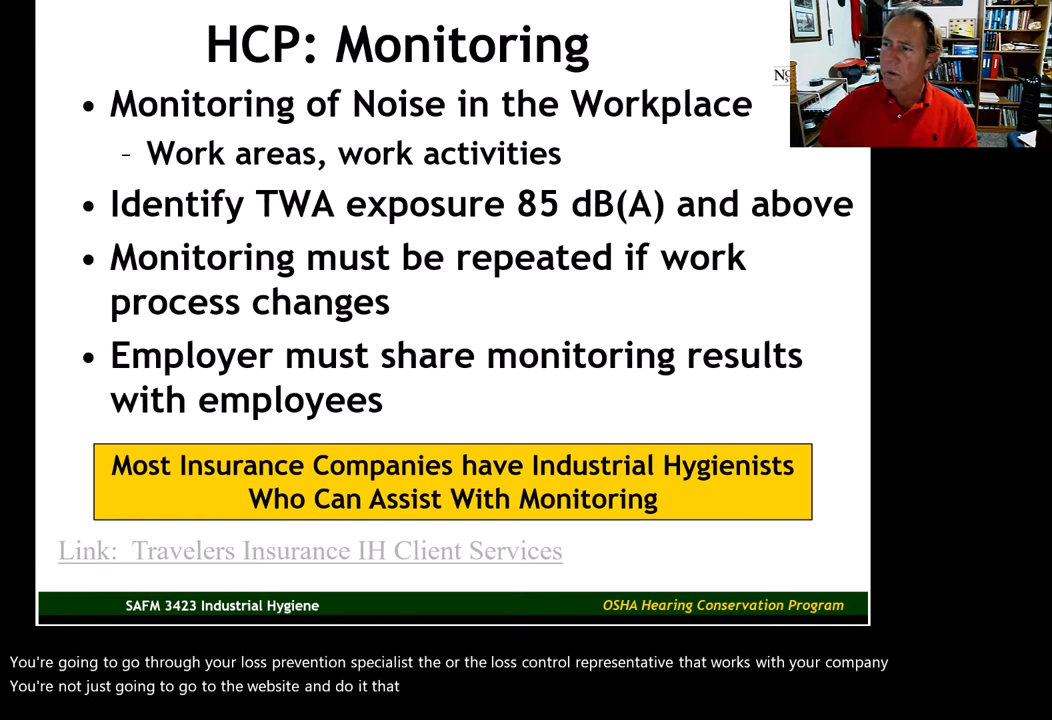 HCP: Monitoring
• Monitoring of Noise in the Workplace
– Work areas, work activities
• Identify TWA exposure 85 dB(A) and above
• Monitoring must be repeated if work
process changes
• Employer must share monitoring results
with employees
Most Insurance Companies have Industrial Hygienists
Who Can Assist With Monitoring
Link: Travelers Insurance IH Client Services
SAFM 3423 Industrial Hygiene
OSHA Hearing Conservation Program
You're going to go through your loss prevention specialist the or the loss control representative that works with your company
You're not just going to go to the website and do it that